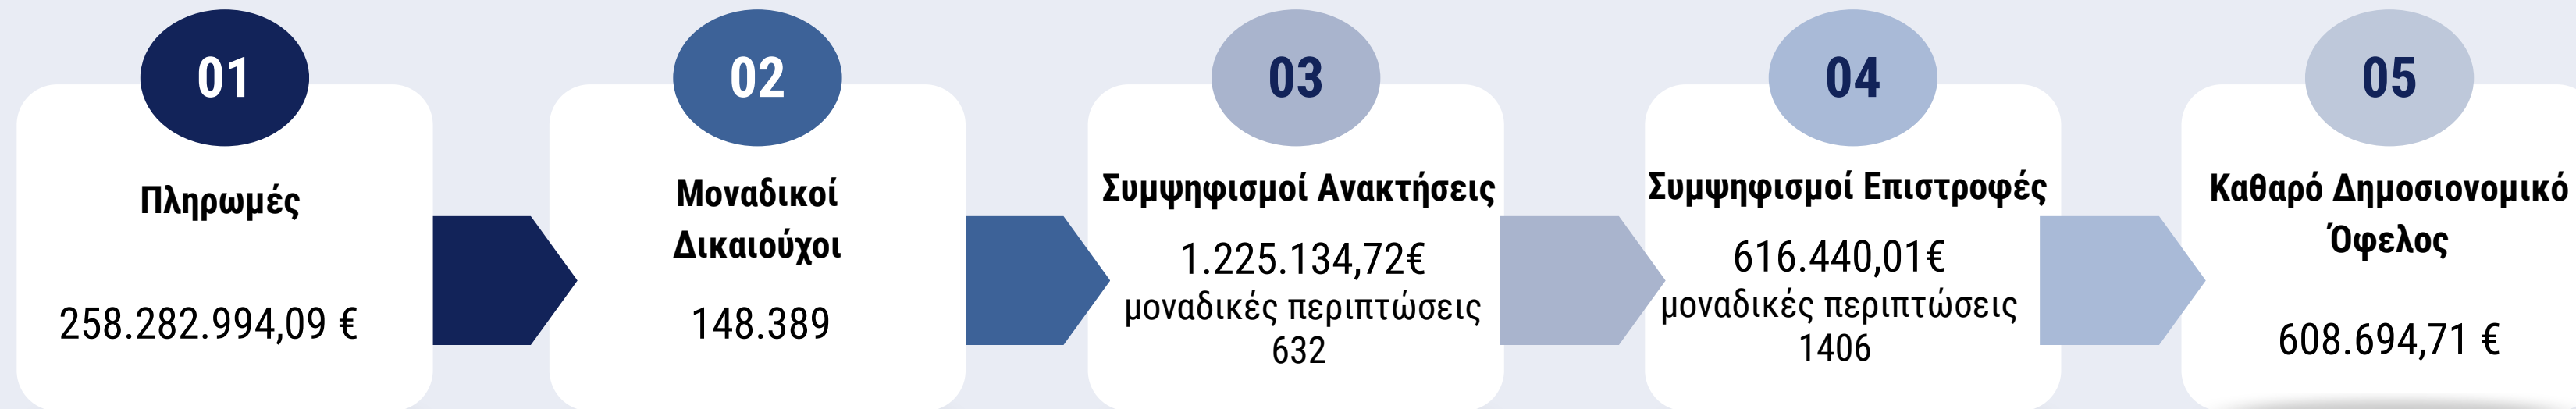 01
Πληρωμές
258.282.994,09 €
02
Μοναδικοί
Δικαιούχοι
148.389
03
Συμψηφισμοί Ανακτήσεις
1.225.134,72€
μοναδικές περιπτώσεις
632
04
Συμψηφισμοί Επιστροφές
616.440,01€
μοναδικές περιπτώσεις
1406
05
Καθαρό Δημοσιονομικό
Όφελος
608.694,71 €